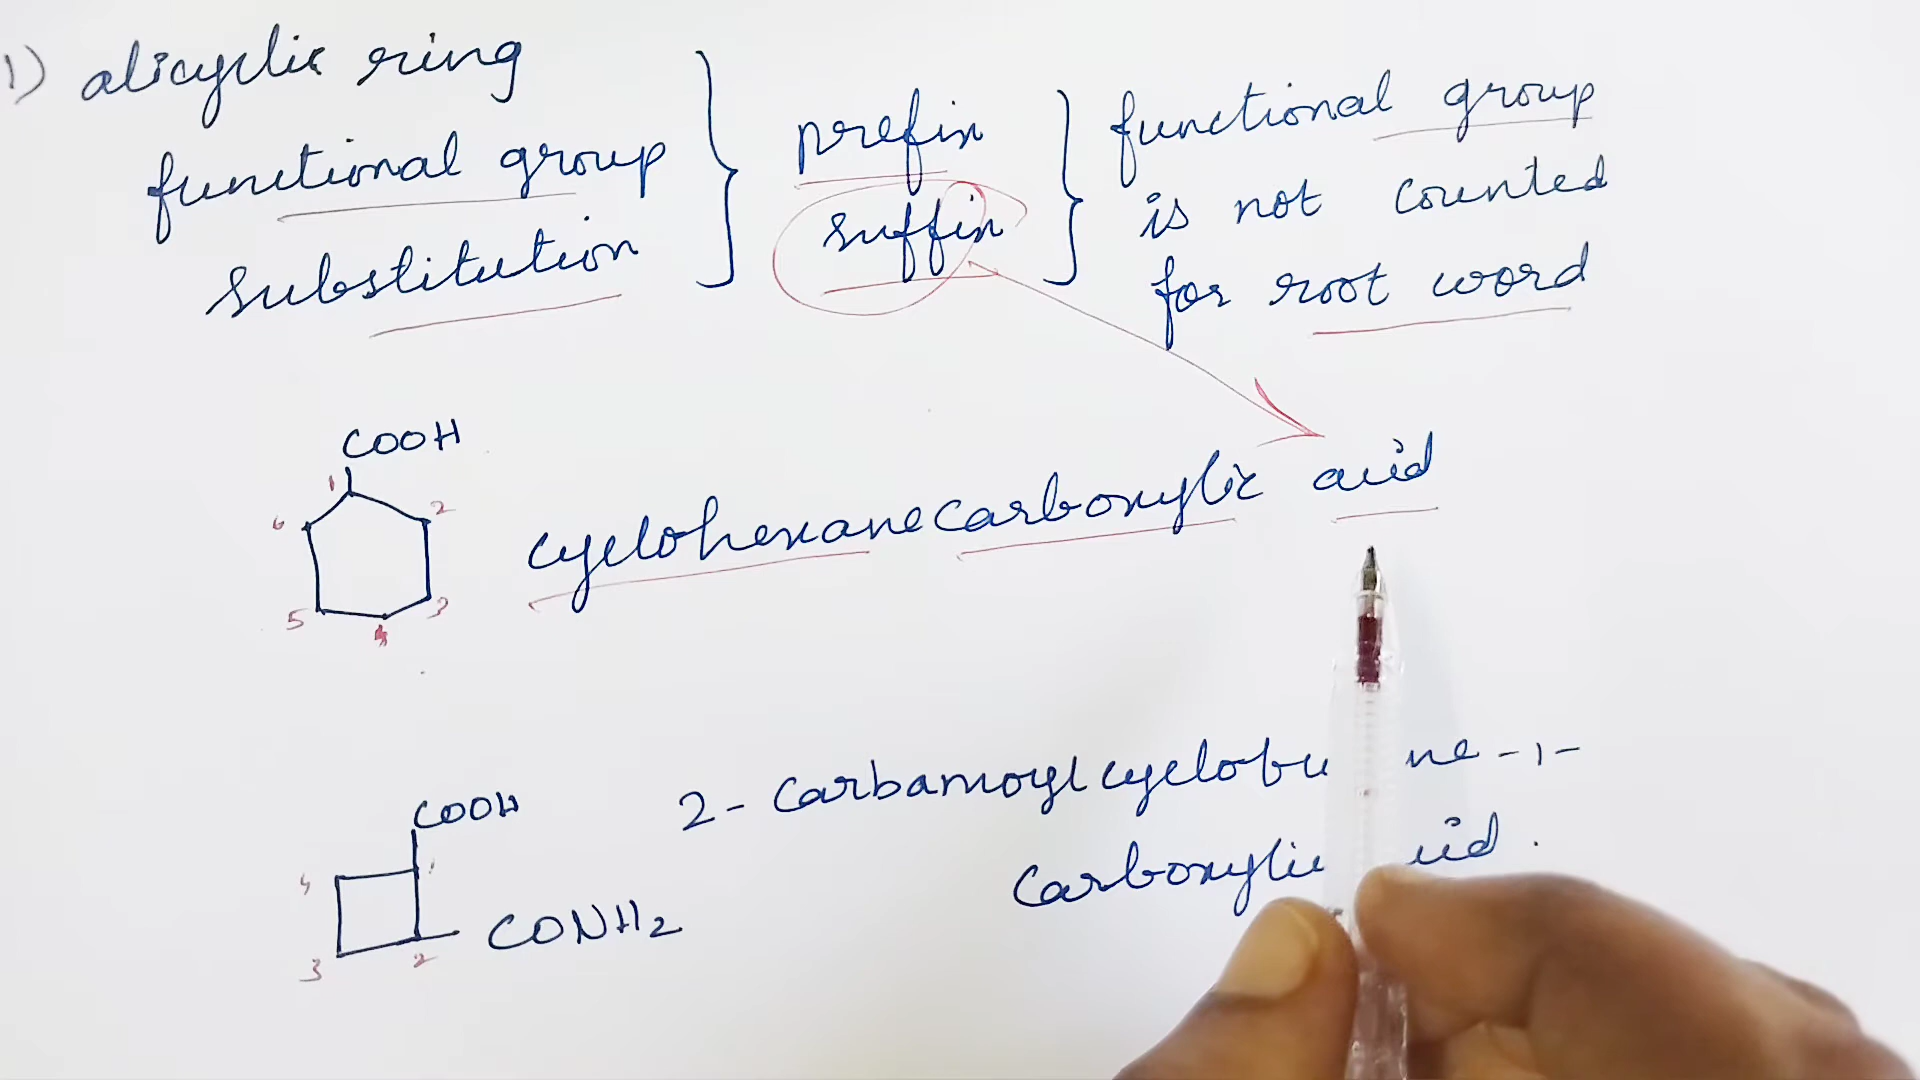 1) alicyclic ring
functional group
substitution
prefix
suffix
functional group
is not counted
for root word
COOH
1
2
3
4
5
6
cyclohexanecarboxylic acid
COOH
1
2
3
4
CONH2
2-carbamoylcyclobu ne-1-
carboxylic cid.